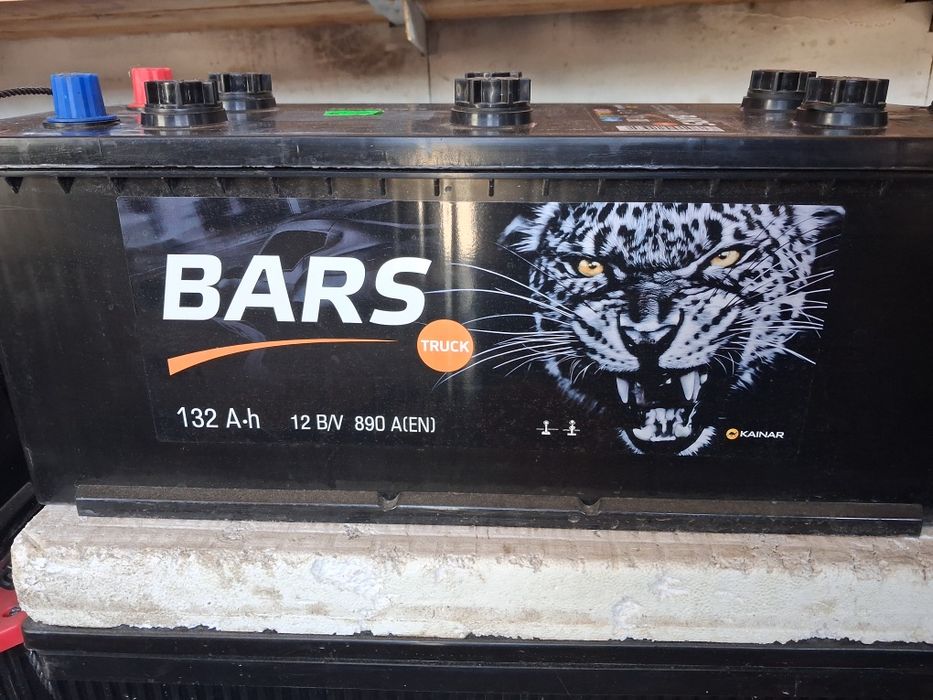 BARS
TRUCK
132 A·h 12 В/V 890 A(EN)
KAINAR